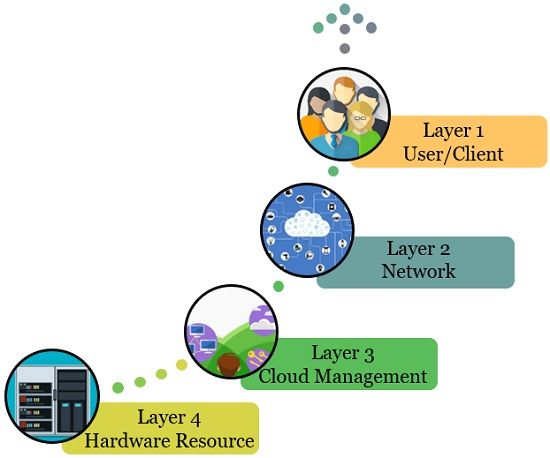 Layer 1
User/Client
Layer 2
Network
Layer 3
Cloud Management
Layer 4
Hardware Resource